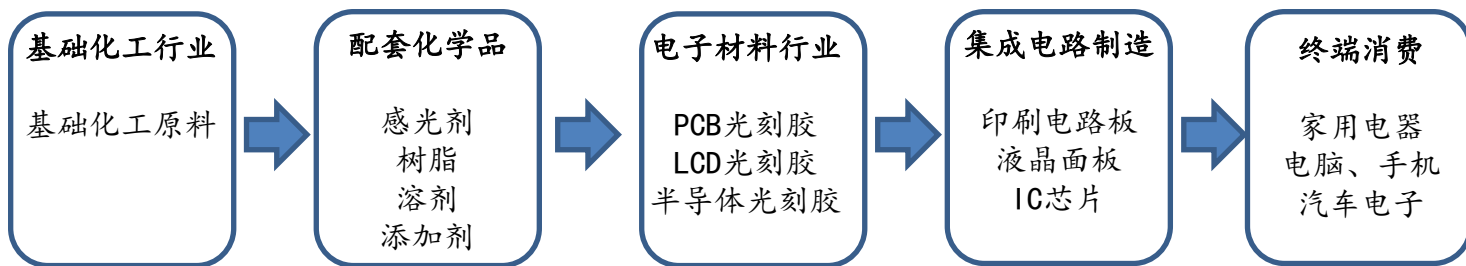 基础化工行业
基础化工原料
配套化学品
感光剂
树脂
溶剂
添加剂
电子材料行业
PCB光刻胶
LCD光刻胶
半导体光刻胶
集成电路制造
印刷电路板
液晶面板
IC芯片
终端消费
家用电器
电脑、手机
汽车电子